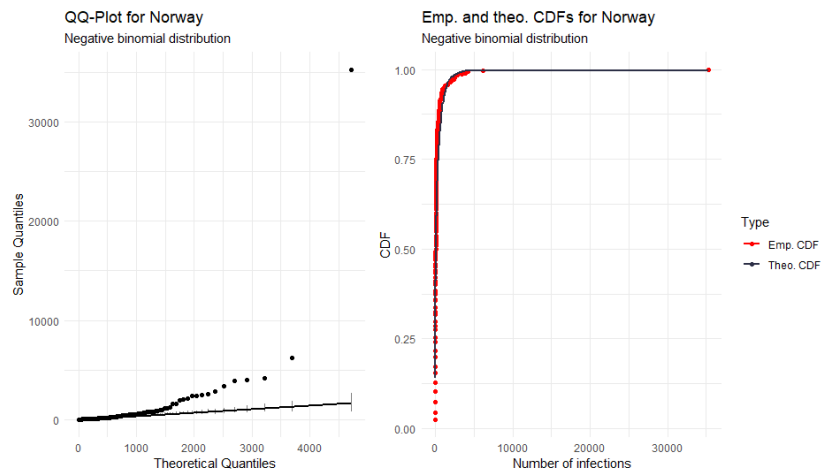 QQ-Plot for Norway
Negative binomial distribution
30000
20000
10000
0
Sample Quantiles
0
1000
2000
3000
4000
Theoretical Quantiles
Emp. and theo. CDFs for Norway
Negative binomial distribution
1.00
0.75
0.50
0.25
0.00
CDF
0
10000
20000
30000
Number of infections
Type
Emp. CDF
Theo. CDF